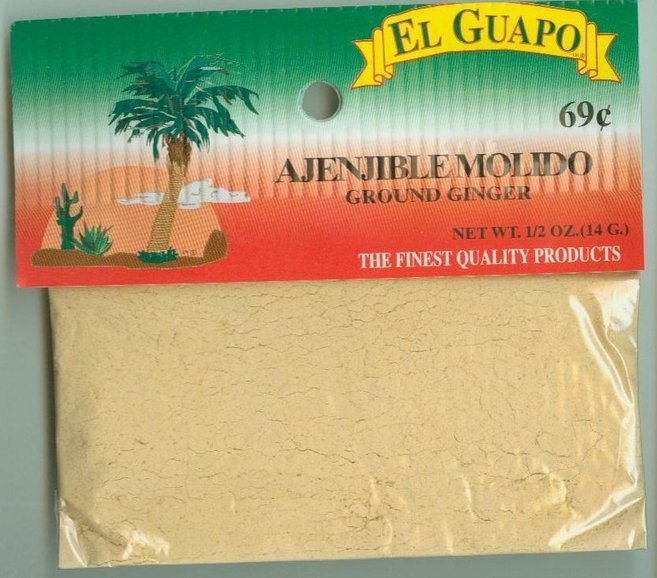 EL GUAPO
69¢
AJENJIBLE MOLIDO
GROUND GINGER
NET WT. 1/2 OZ.(14 G.)
THE FINEST QUALITY PRODUCTS